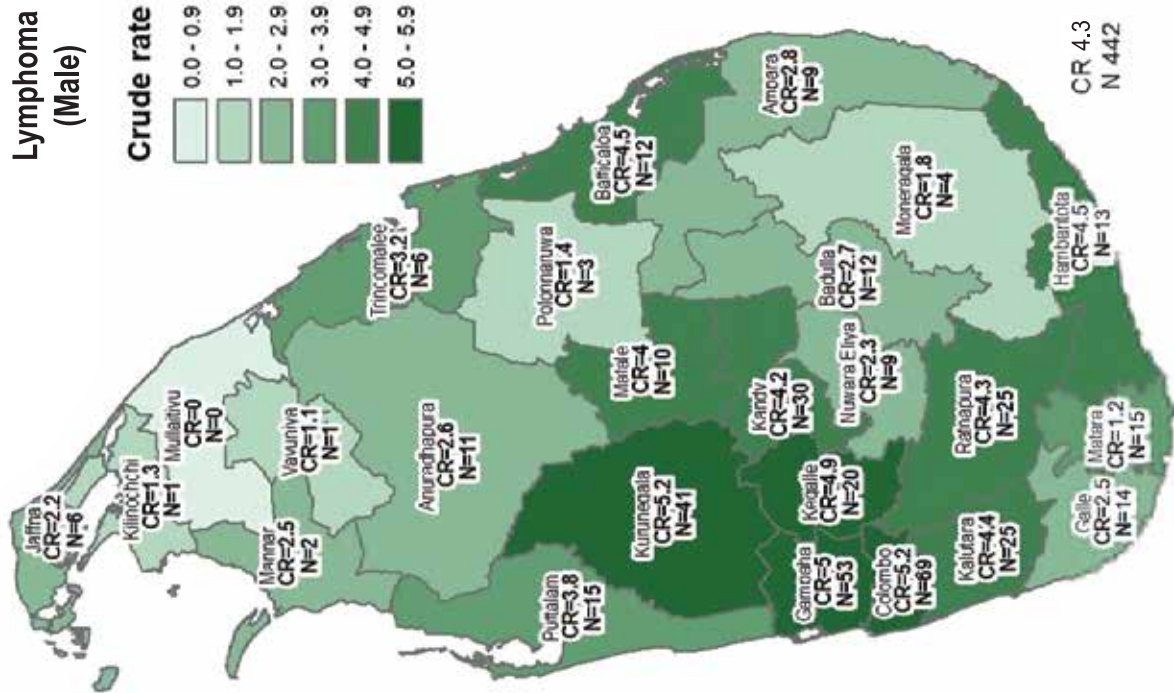 Lymphoma
(Male)
Crude rate
0.0 - 0.9
1.0 - 1.9
2.0 - 2.9
3.0 - 3.9
4.0 - 4.9
5.0 - 5.9
Jaffna
CR=2.2
N=6
Kilinochchi
CR=1.3
N=1
Mullaitivu
CR=0
N=0
Mannar
CR=2.5
N=2
Vavuniya
CR=1.1
N=1
Trincomalee
CR=3.2
N=6
Anuradhapura
CR=2.6
N=11
Polonnaruwa
CR=1.4
N=3
Batticaloa
CR=4.5
N=12
Puttalam
CR=3.8
N=15
Kurunegala
CR=5.2
N=41
Matale
CR=4
N=10
Kandy
CR=4.2
N=30
Ampara
CR=2.8
N=9
Gampaha
CR=5
N=53
Kegalle
CR=4.9
N=20
Nuwara Eliya
CR=2.3
N=9
Badulla
CR=2.7
N=12
Moneragala
CR=1.8
N=4
Colombo
CR=5.2
N=69
Kalutara
CR=4.4
N=25
Ratnapura
CR=4.3
N=25
Galle
CR=2.5
N=14
Matara
CR=1.2
N=15
Hambantota
CR=4.5
N=13
CR 4.3
N 442